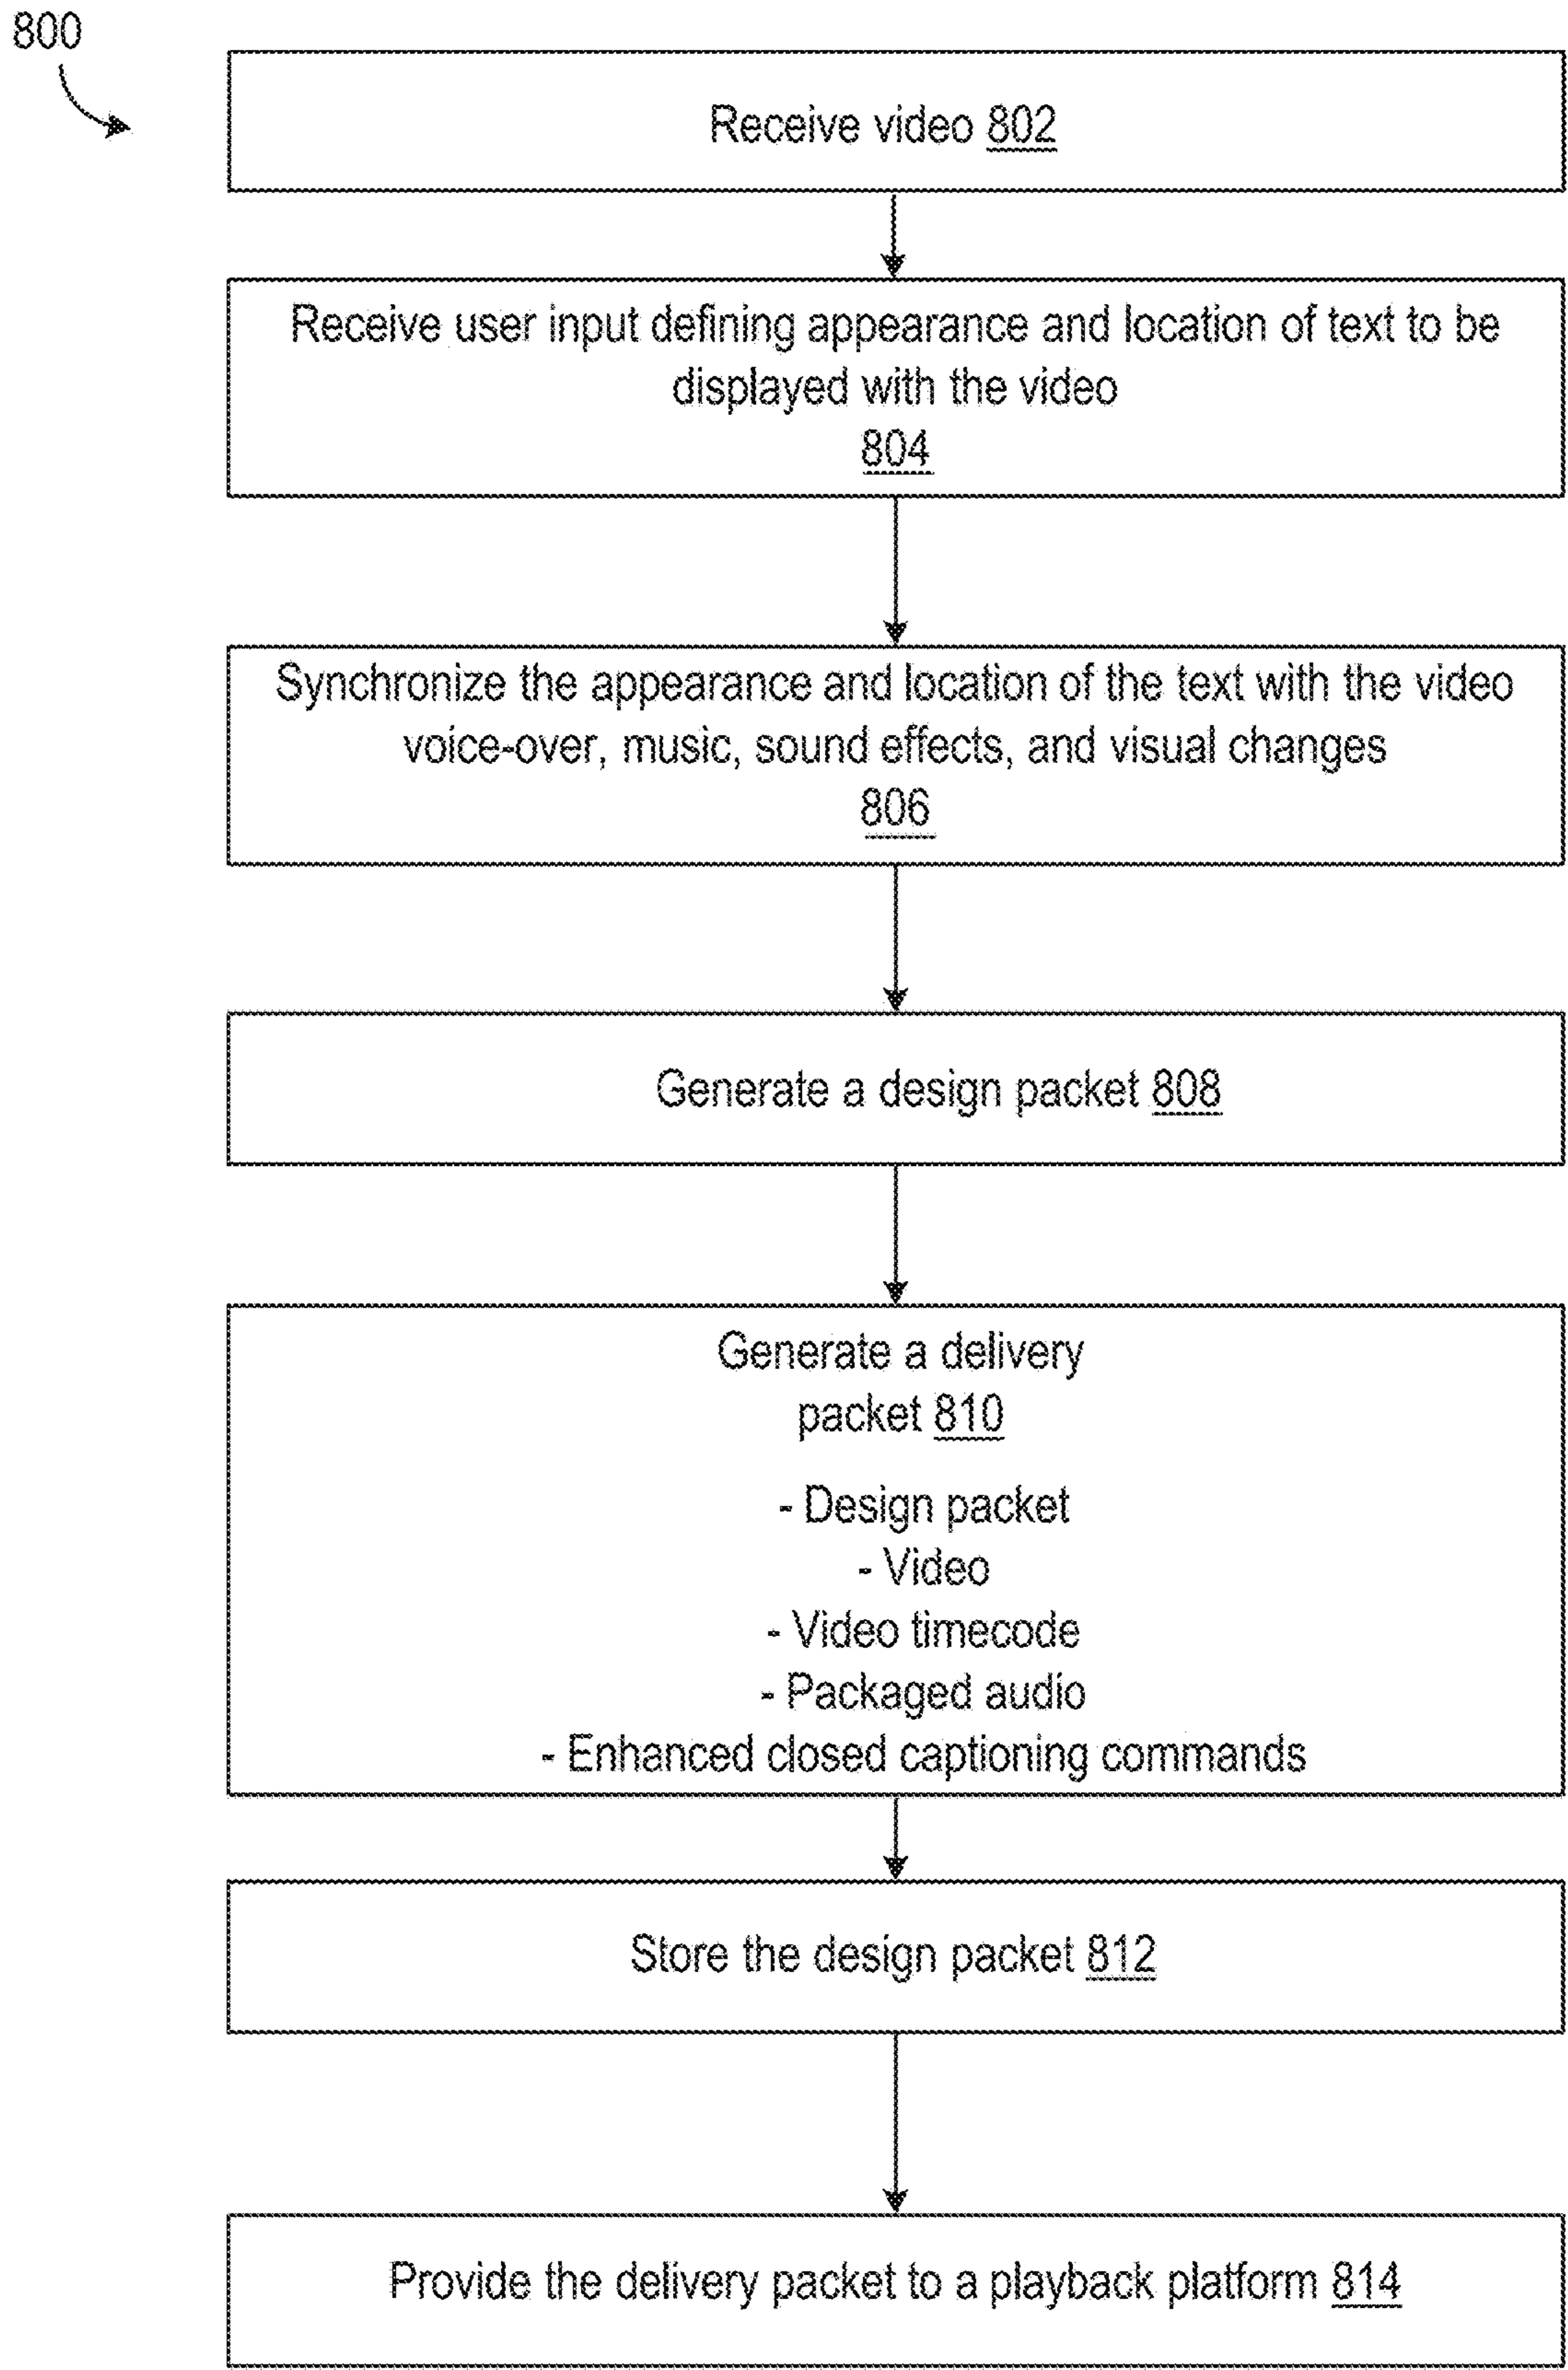 800
Receive video 802
Receive user input defining appearance and location of text to be
displayed with the video
804
Synchronize the appearance and location of the text with the video
voice-over, music, sound effects, and visual changes
806
Generate a design packet 808
Generate a delivery
packet 810
- Design packet
- Video
- Video timecode
- Packaged audio
- Enhanced closed captioning commands
Store the design packet 812
Provide the delivery packet to a playback platform 814